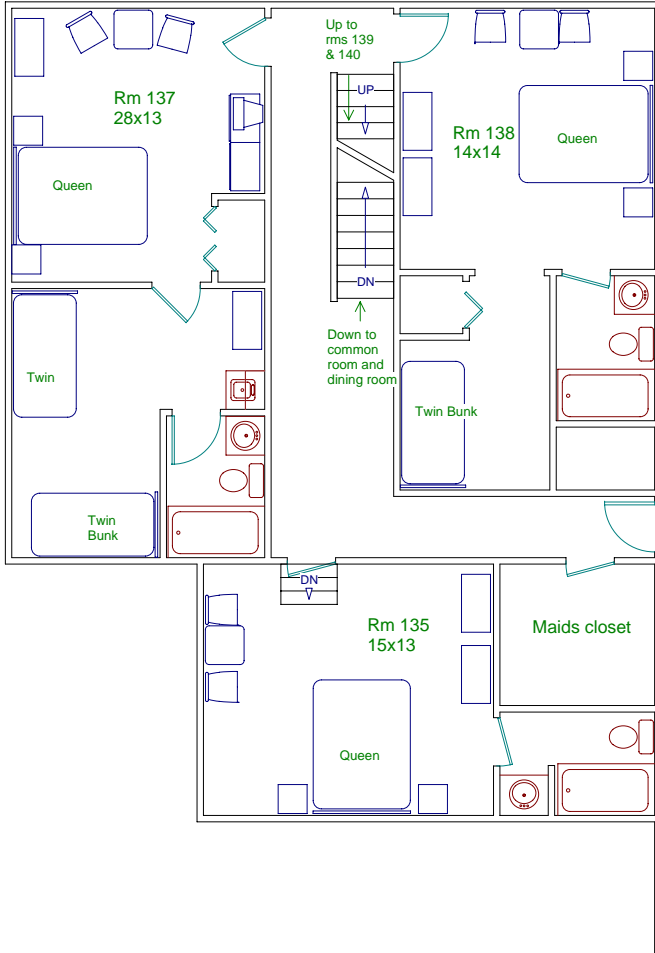 Up to
rms 139
& 140
UP
Rm 137
28x13
Rm 138
14x14
Queen
Queen
DN
Down to
common
room and
dining room
Twin
Twin Bunk
Twin
Bunk
DN
Rm 135
15x13
Maids closet
Queen